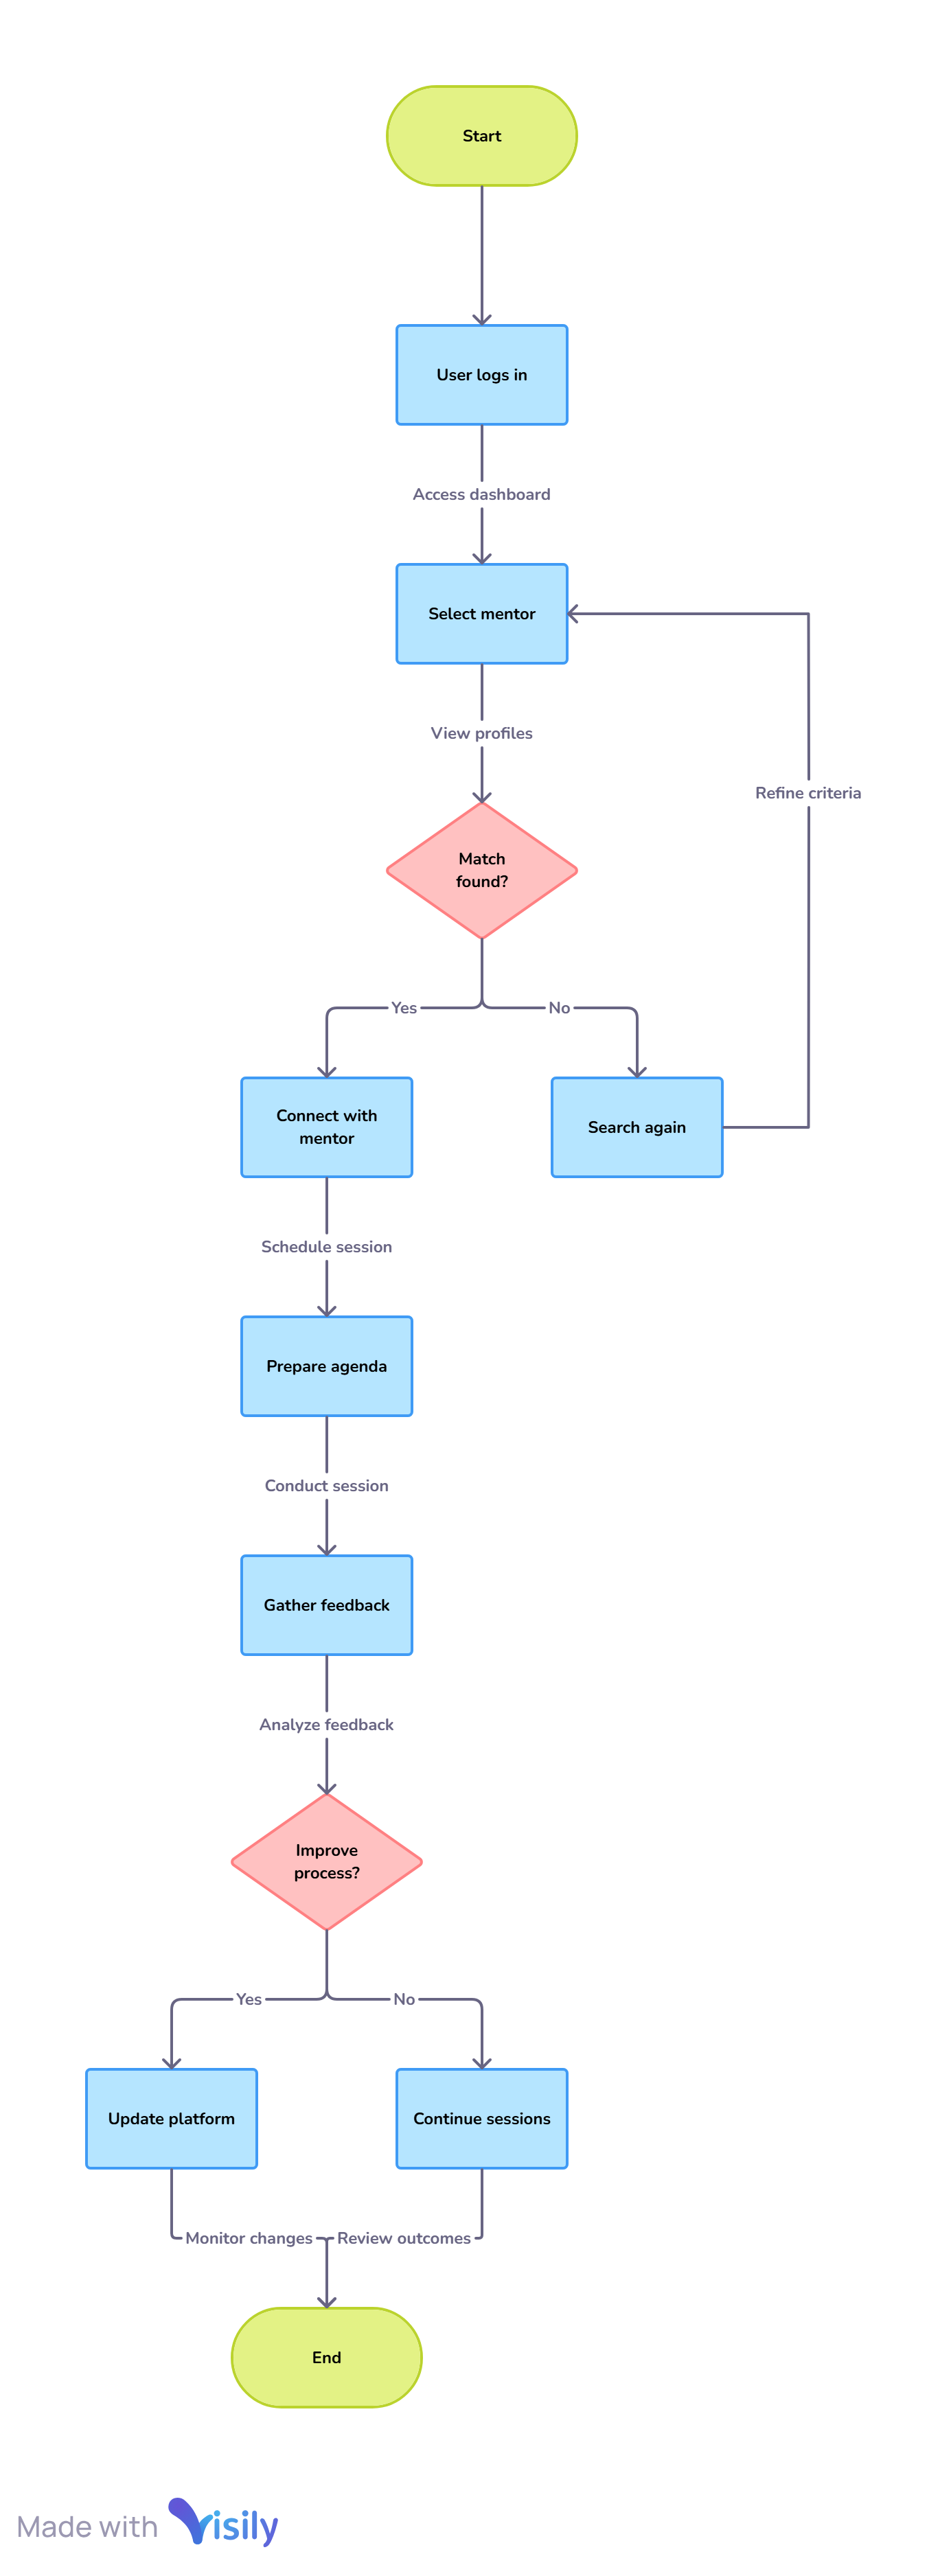 Start
User logs in
Access dashboard
Select mentor
View profiles
Refine criteria
Match
found?
Yes
No
Connect with
mentor
Search again
Schedule session
Prepare agenda
Conduct session
Gather feedback
Analyze feedback
Improve
process?
Yes
No
Update platform
Continue sessions
Monitor changes
Review outcomes
End
Made with Visily